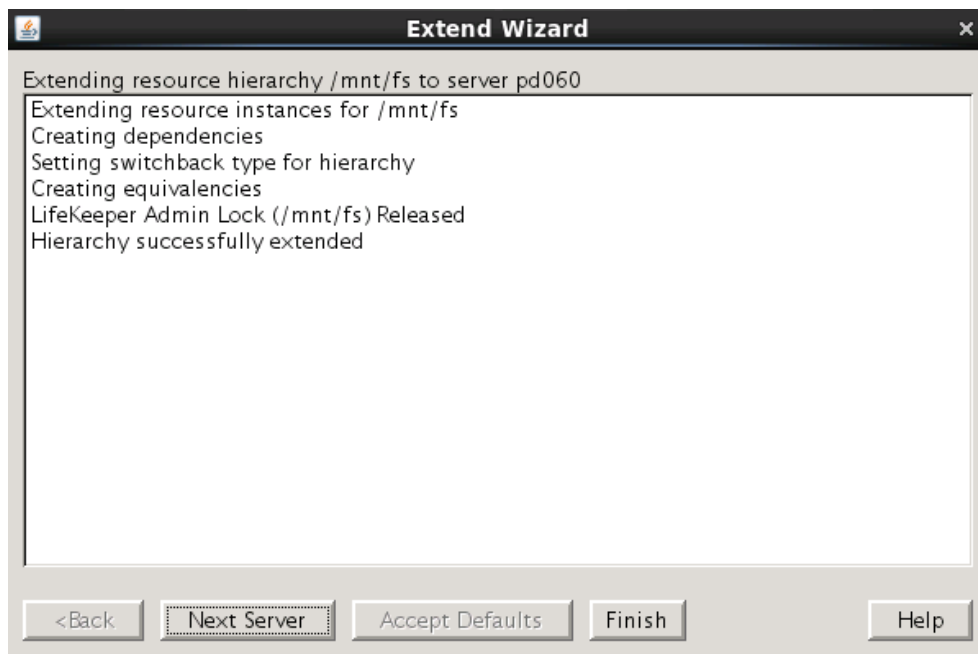 Extend Wizard
Extending resource hierarchy /mnt/fs to server pd060
Extending resource instances for /mnt/fs
Creating dependencies
Setting switchback type for hierarchy
Creating equivalencies
LifeKeeper Admin Lock (/mnt/fs) Released
Hierarchy successfully extended
<Back Next Server Accept Defaults Finish Help